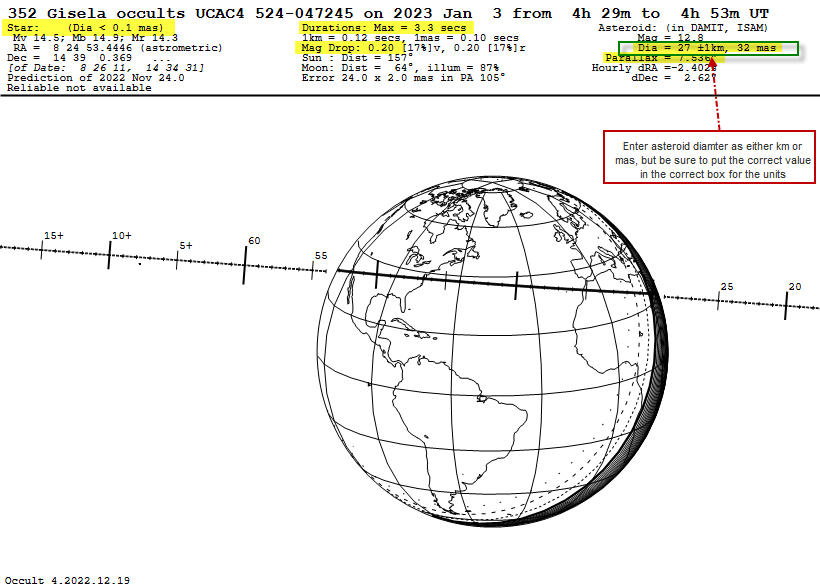 352 Gisela occults UCAC4 524-047245 on 2023 Jan  3 from  4h 29m to  4h 53m UT
Star:    (Dia < 0.1 mas)
Mv 14.5; Mb 14.9; Mr 14.3
RA =  8 24 53.4446 (astrometric)
Dec =  14 39  0.369   ...
[of Date:  8 26 11,  14 34 31]
Prediction of 2022 Nov 24.0
Reliable not available
Durations: Max = 3.3 secs
1km = 0.12 secs, 1mas = 0.10 secs
Mag Drop: 0.20 [17%]v, 0.20 [17%]r
Sun : Dist = 157°
Moon: Dist =  64°, illum = 87%
Error 24.0 x 2.0 mas in PA 105°
Asteroid: (in DAMIT, ISAM)
Mag = 12.8
Dia = 27 ±1km, 32 mas
Parallax = 7.536"
Hourly dRA =-2.402s
dDec =  2.62"
Enter asteroid diamter as either km or
mas, but be sure to put the correct value
in the correct box for the units
15+
10+
5+
60
55
25
20
Occult 4.2022.12.19